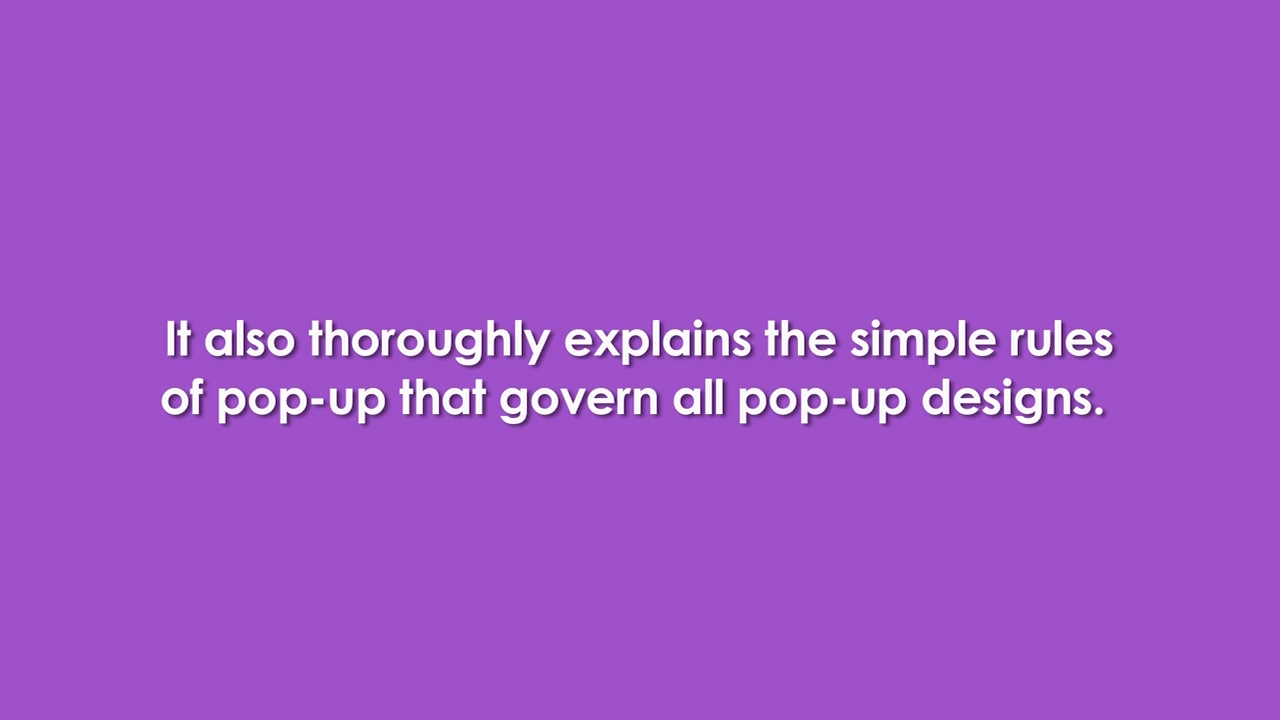 It also thoroughly explains the simple rules
of pop-up that govern all pop-up designs.